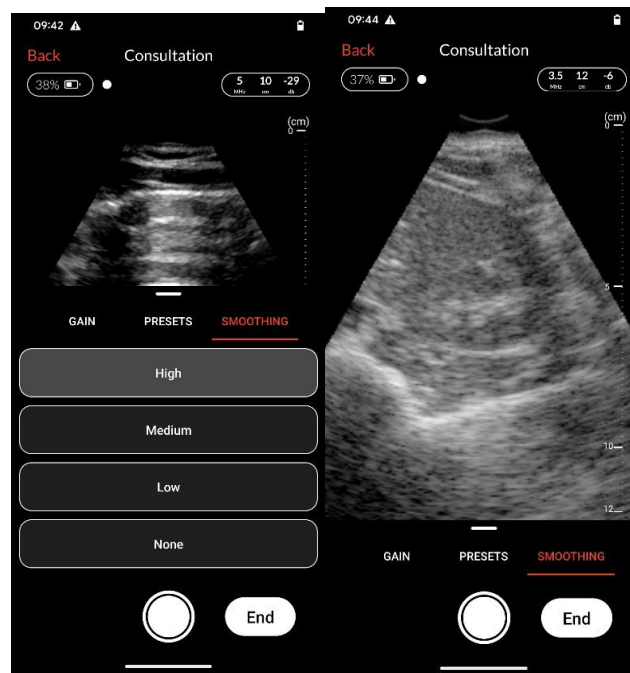 09:42
Back Consultation
38%
5 10 -29
MHz cm db
(cm)
0
GAIN PRESETS SMOOTHING
High
Medium
Low
None
End
09:44
Back Consultation
37%
3.5 12 -6
MHz cm db
(cm)
0
5
10
12
GAIN PRESETS SMOOTHING
End